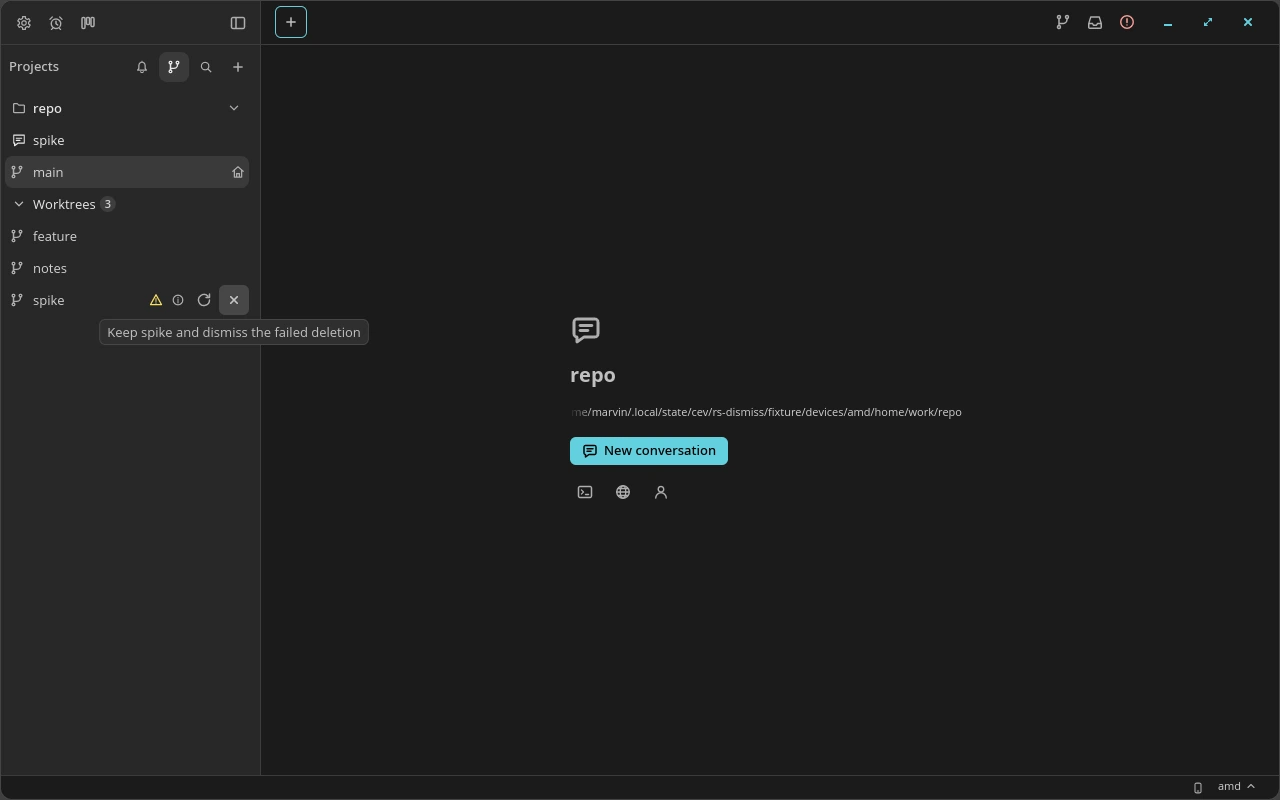 Projects
repo
spike
main
Worktrees 3
feature
notes
spike
Keep spike and dismiss the failed deletion
repo
me/marvin/.local/state/cev/rs-dismiss/fixture/devices/amd/home/work/repo
New conversation
amd